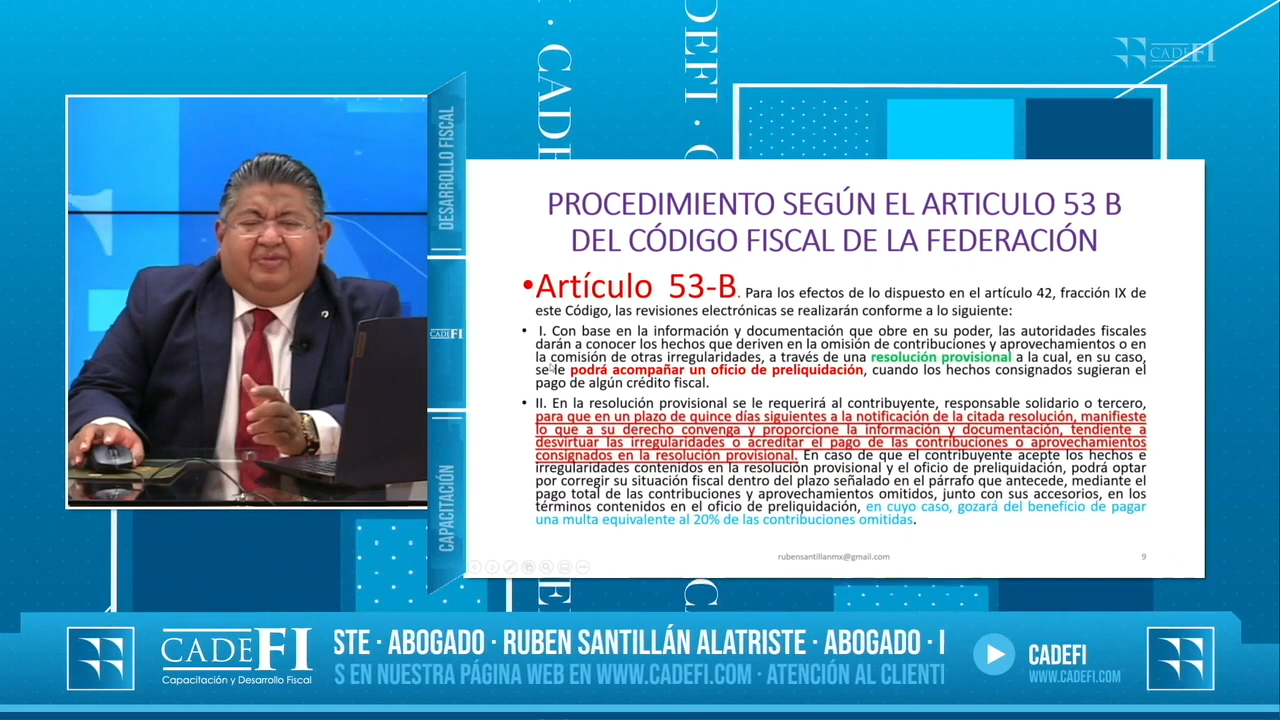 · CADE
DEFI · C
CADEFI
DESARROLLO FISCAL
CADEFI
CAPACITACIÓN
PROCEDIMIENTO SEGÚN EL ARTICULO 53 B
DEL CÓDIGO FISCAL DE LA FEDERACIÓN
•Artículo 53-B. Para los efectos de lo dispuesto en el artículo 42, fracción IX de
este Código, las revisiones electrónicas se realizarán conforme a lo siguiente:
• I. Con base en la información y documentación que obre en su poder, las autoridades fiscales
darán a conocer los hechos que deriven en la omisión de contribuciones y aprovechamientos o en
la comisión de otras irregularidades, a través de una resolución provisional a la cual, en su caso,
se le podrá acompañar un oficio de preliquidación, cuando los hechos consignados sugieran el
pago de algún crédito fiscal.
• II. En la resolución provisional se le requerirá al contribuyente, responsable solidario o tercero,
para que en un plazo de quince días siguientes a la notificación de la citada resolución, manifieste
lo que a su derecho convenga y proporcione la información y documentación, tendiente a
desvirtuar las irregularidades o acreditar el pago de las contribuciones o aprovechamientos
consignados en la resolución provisional. En caso de que el contribuyente acepte los hechos e
irregularidades contenidos en la resolución provisional y el oficio de preliquidación, podrá optar
por corregir su situación fiscal dentro del plazo señalado en el párrafo que antecede, mediante el
pago total de las contribuciones y aprovechamientos omitidos, junto con sus accesorios, en los
términos contenidos en el oficio de preliquidación, en cuyo caso, gozará del beneficio de pagar
una multa equivalente al 20% de las contribuciones omitidas.
rubensantillanmx@gmail.com
9
CADEFI
Capacitación y Desarrollo Fiscal
STE · ABOGADO · RUBEN SANTILLÁN ALATRISTE · ABOGADO · 
S EN NUESTRA PÁGINA WEB EN WWW.CADEFI.COM · ATENCIÓN AL CLIENT
CADEFI
WWW.CADEFI.COM